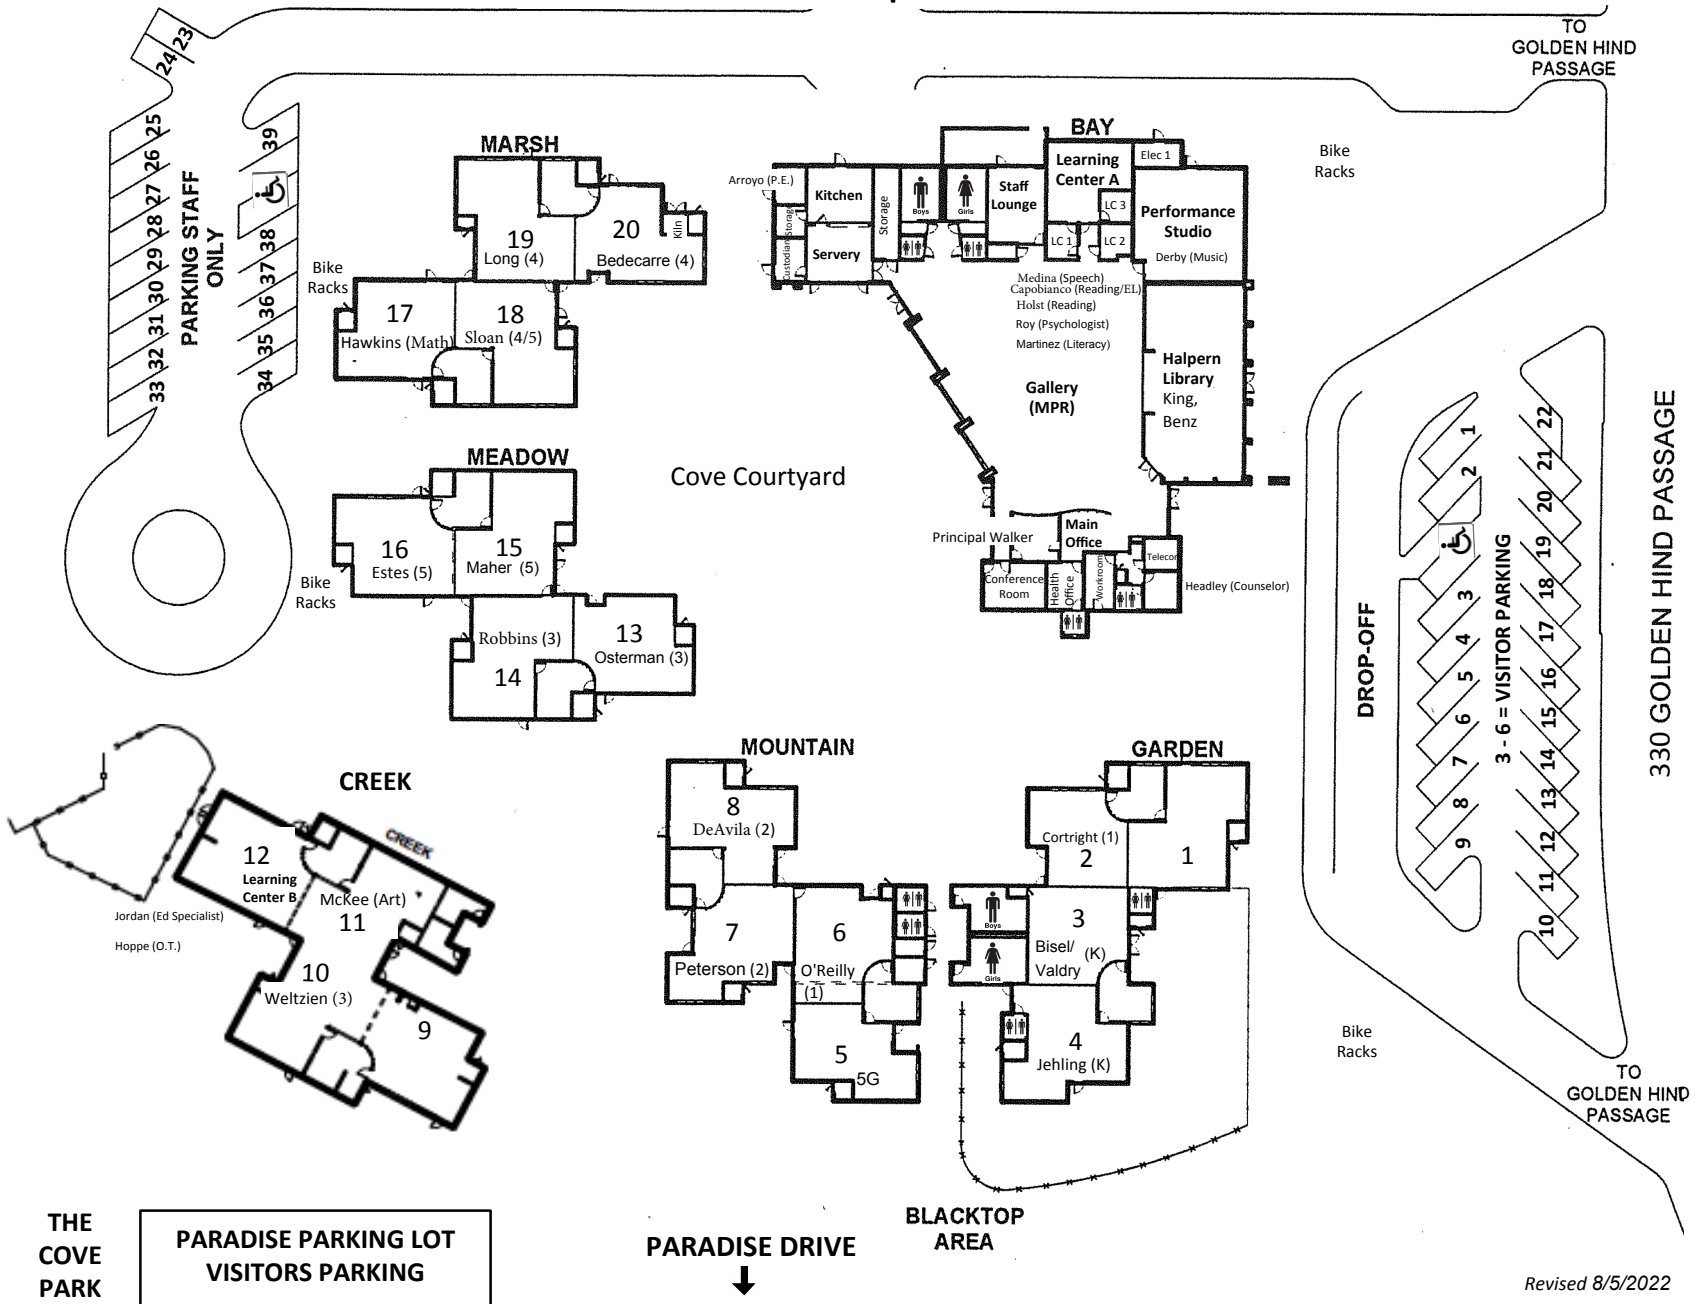 TO
GOLDEN HIND
PASSAGE
23
24
25
26
27
28
29
30
31
32
33
PARKING STAFF
ONLY
39
38
37
36
35
34
Bike
Racks
MARSH
19
Long (4)
20
Bedecarre (4)
Kiln
17
Hawkins (Math)
18
Sloan (4/5)
BAY
Arroyo (P.E.)
Kitchen
Storag
Custodian
Servery
Storage
Boys
Girls
Staff
Lounge
Learning
Center A
Elec 1
LC 3
LC 1
LC 2
Performance
Studio
Derby (Music)
Medina (Speech)
Capobianco (Reading/EL)
Holst (Reading)
Roy (Psychologist)
Martinez (Literacy)
Gallery
(MPR)
Halpern
Library
King,
Benz
Bike
Racks
MEADOW
16
Estes (5)
15
Maher (5)
Robbins (3)
14
13
Osterman (3)
Bike
Racks
Cove Courtyard
Principal Walker
Main
Office
Conference
Room
Health
Office
Workroom
Telecom
Headley (Counselor)
DROP-OFF
1
2
3
4
5
6
7
8
9
3 - 6 = VISITOR PARKING
22
21
20
19
18
17
16
15
14
13
12
11
10
330 GOLDEN HIND PASSAGE
CREEK
CREEK
12
Learning
Center B
McKee (Art)
11
Jordan (Ed Specialist)
Hoppe (O.T.)
10
Weltzien (3)
9
MOUNTAIN
8
DeAvila (2)
7
Peterson (2)
6
O'Reilly
(1)
5
5G
GARDEN
Cortright (1)
2
1
Boys
Girls
3
Bisel/ (K)
Valdry
4
Jehling (K)
Bike
Racks
TO
GOLDEN HIND
PASSAGE
BLACKTOP
AREA
THE
COVE
PARK
PARADISE PARKING LOT
VISITORS PARKING
PARADISE DRIVE
Revised 8/5/2022